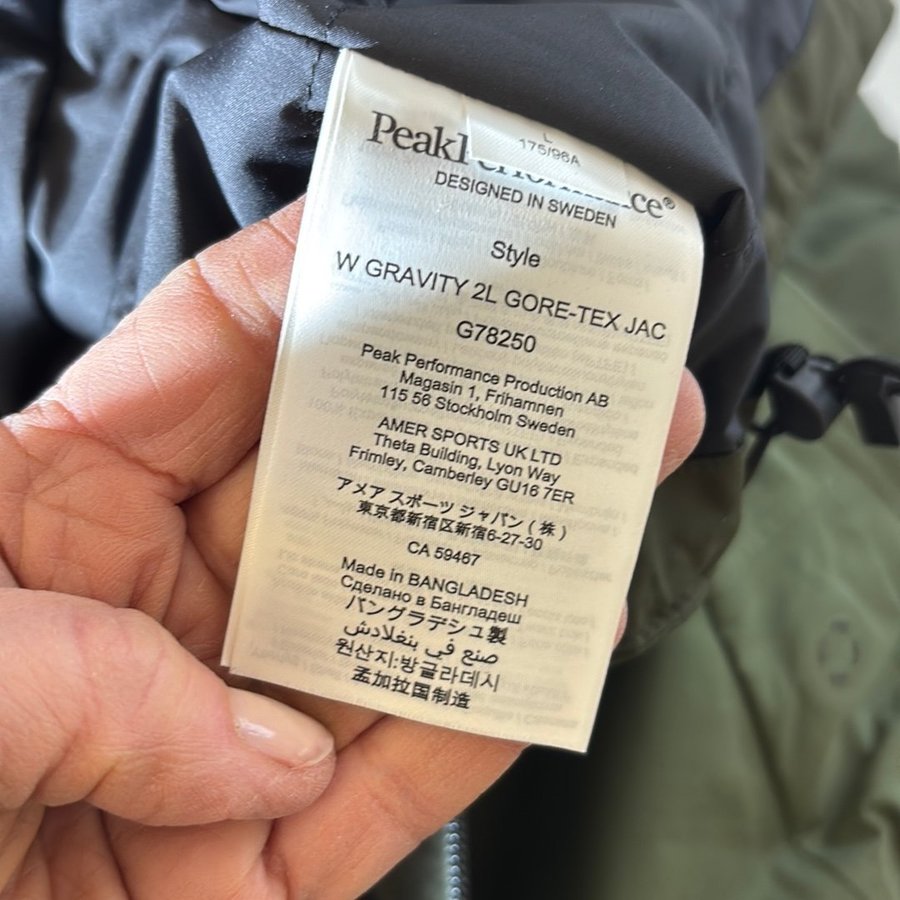 L
175/96A
Peak Performance®
DESIGNED IN SWEDEN
Style
W GRAVITY 2L GORE-TEX JAC
G78250
Peak Performance Production AB
Magasin 1, Frihamnen
115 56 Stockholm Sweden
AMER SPORTS UK LTD
Theta Building, Lyon Way
Frimley, Camberley GU16 7ER
アメア スポーツ ジャパン (株)
東京都新宿区新宿6-27-30
CA 59467
Made in BANGLADESH
Сделано в Бангладеш
バングラデシュ製
صنع في بنغلادش
원산지:방글라데시
孟加拉国制造